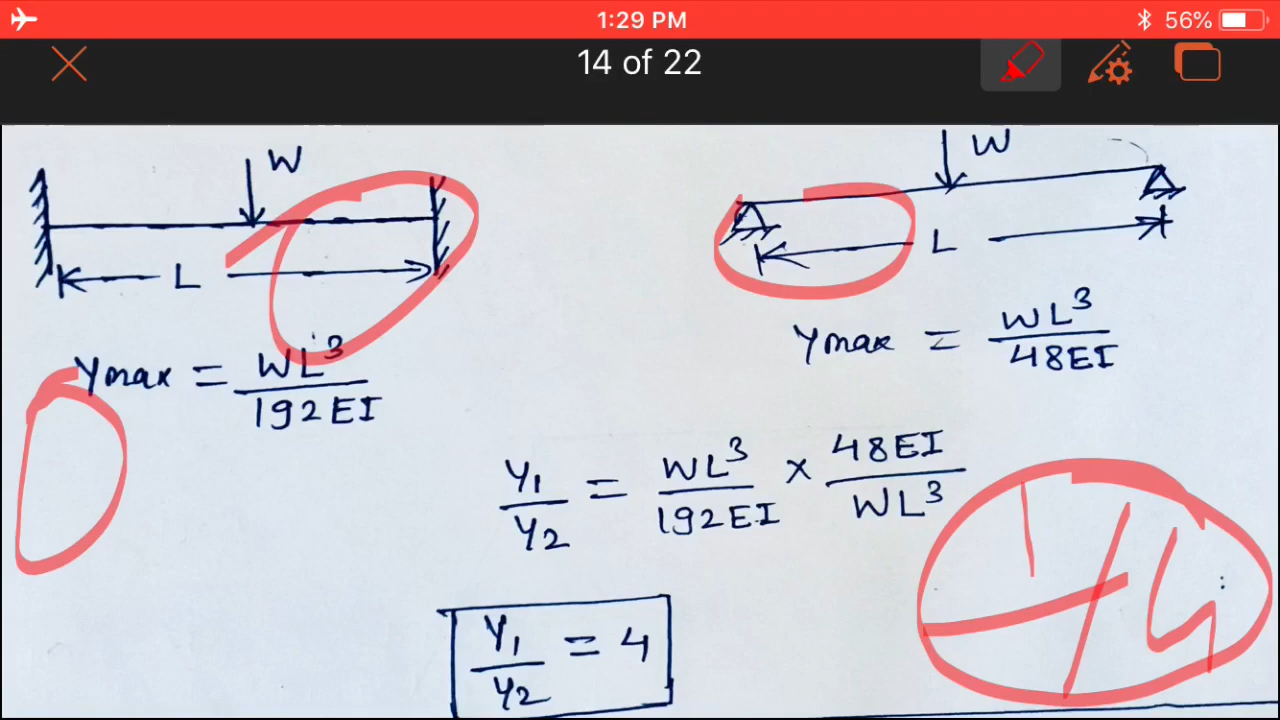 1:29 PM
56%
14 of 22
W
L
Ymax = WL³/192EI
W
L
Ymax = WL³/48EI
Y₁/Y₂ = WL³/192EI × 48EI/WL³
Y₁/Y₂ = 4
1/4